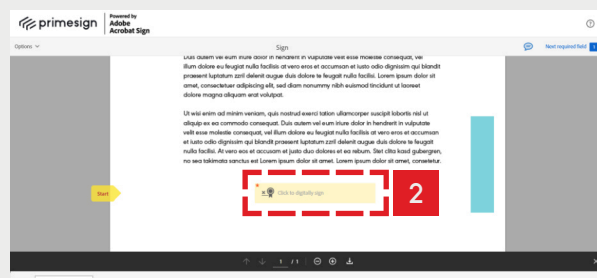 primesign
Powered by
Adobe
Acrobat Sign
Options
Sign
Next required field
Duis autem vel eum iriure dolor in hendrerit in vulputate velit esse molestie consequat, vel
illum dolore eu feugiat nulla facilisis at vero eros et accumsan et iusto odio dignissim qui blandit
praesent luptatum zzril delenit augue duis dolore te feugait nulla facilisi. Lorem ipsum dolor sit
amet, consectetuer adipiscing elit, sed diam nonummy nibh euismod tincidunt ut laoreet
dolore magna aliquam erat volutpat.
Ut wisi enim ad minim veniam, quis nostrud exerci tation ullamcorper suscipit lobortis nisl ut
aliquip ex ea commodo consequat. Duis autem vel eum iriure dolor in hendrerit in vulputate
velit esse molestie consequat, vel illum dolore eu feugiat nulla facilisis at vero eros et accumsan
et iusto odio dignissim qui blandit praesent luptatum zzril delenit augue duis dolore te feugait
nulla facilisi. At vero eos et accusam et justo duo dolores et ea rebum. Stet clita kasd gubergren,
no sea takimata sanctus est Lorem ipsum dolor sit amet. Lorem ipsum dolor sit amet, consetetur.
Start
* Click to digitally sign
2
1 / 1